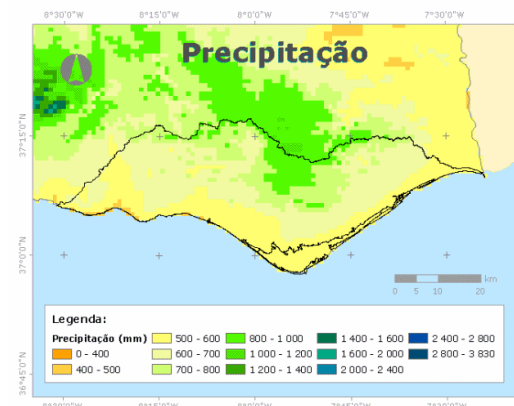 8°30'0"W 8°15'0"W 8°0'0"W 7°45'0"W 7°30'0"W
Precipitação
37°15'0"N
37°0'0"N
36°45'0"N
km
0 5 10 20
Legenda:
Precipitação (mm)
0 - 400
400 - 500
500 - 600
600 - 700
700 - 800
800 - 1 000
1 000 - 1 200
1 200 - 1 400
1 400 - 1 600
1 600 - 2 000
2 000 - 2 400
2 400 - 2 800
2 800 - 3 830